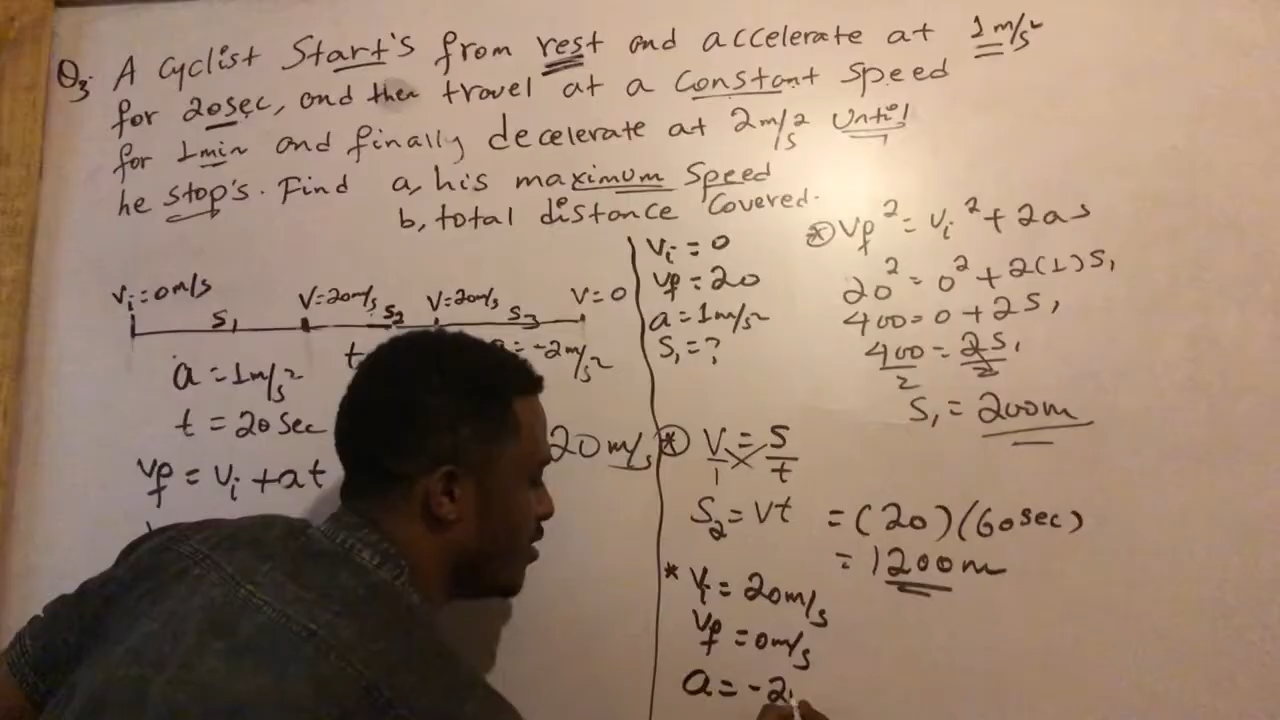 Q3. A Cyclist Start's from rest and accelerate at 1m/s²
for 20sec, and then travel at a constant speed
for 1min and finally decelerate at 2m/s² Until
he stop's. Find a, his maximum Speed
b, total distance Covered.
Vi=0m/s V=20m/s V=20m/s V=0
S1 S2 S3
a=1m/s² t = -2m/s²
t = 20sec
Vf = Vi + at 20m/s
Vi = 0
Vf = 20
a = 1m/s²
S1 = ?
* Vf² = Vi² + 2as
20² = 0² + 2(1)S1
400 = 0 + 2S1
400/2 = 2S1/2
S1 = 200m
* V/1 = S/t
S2 = Vt = (20)(60sec)
= 1200m
* Vi = 20m/s
Vf = 0m/s
a = -2